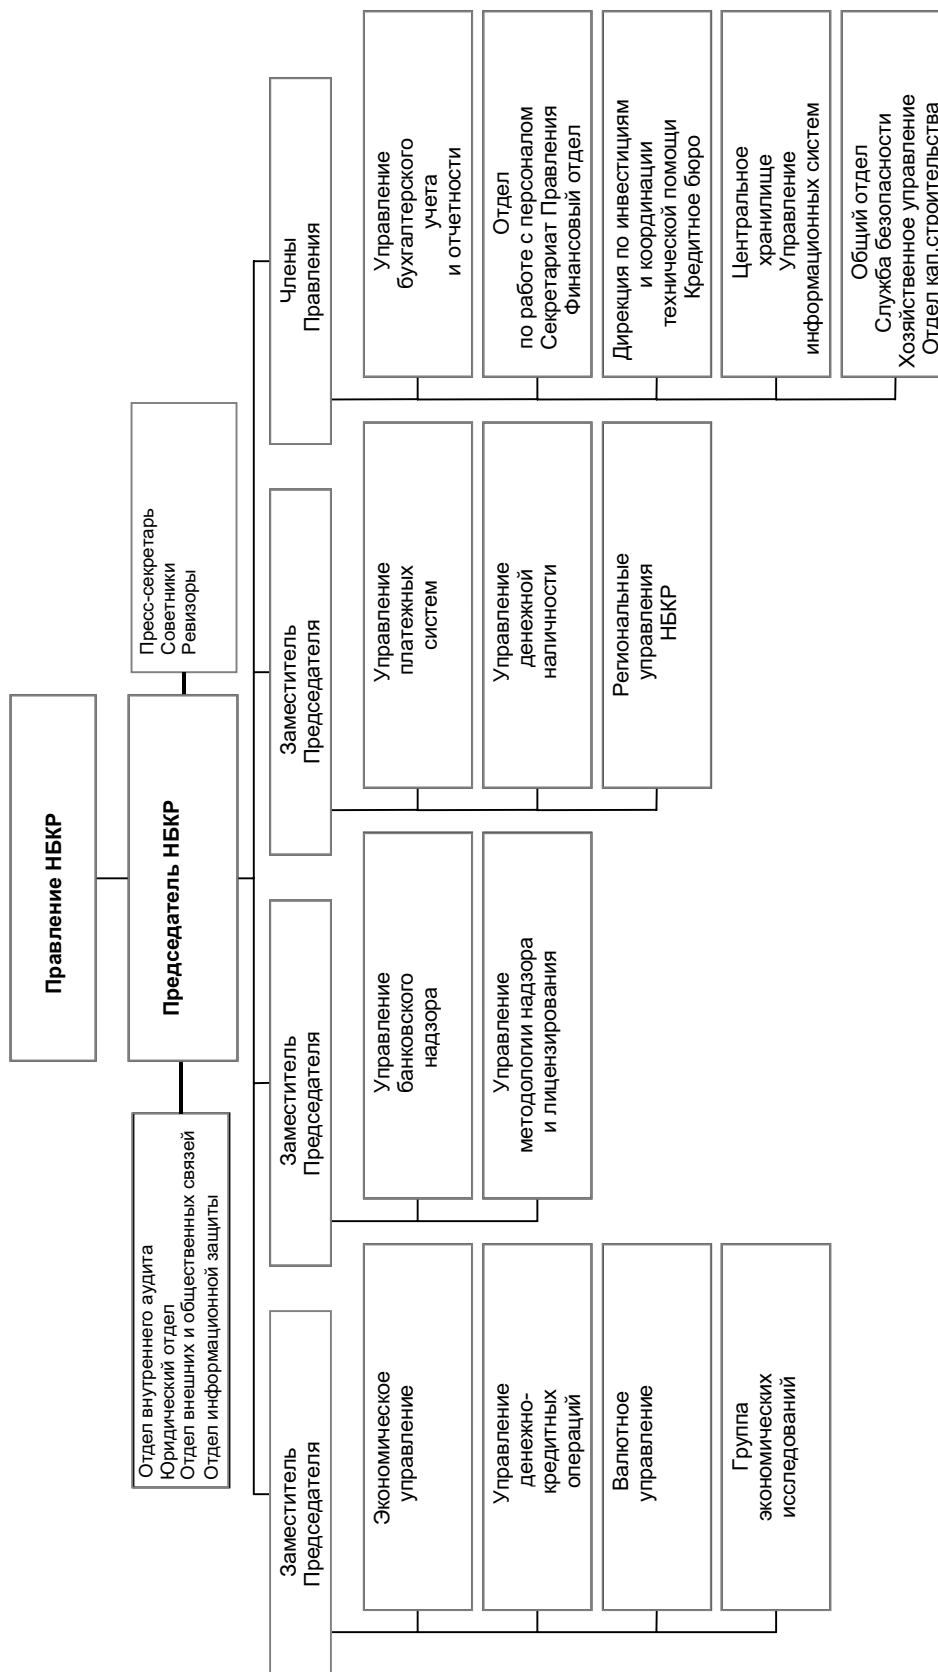 Правление НБКР
Председатель НБКР
Отдел внутреннего аудита
Юридический отдел
Отдел внешних и общественных связей
Отдел информационной защиты
Пресс-секретарь
Советники
Ревизоры
Заместитель
Председателя
Экономическое
управление
Управление
денежно-
кредитных
операций
Валютное
управление
Группа
экономических
исследований
Заместитель
Председателя
Управление
банковского
надзора
Управление
методологии надзора
и лицензирования
Заместитель
Председателя
Управление
платежных
систем
Управление
денежной
наличности
Региональные
управления
НБКР
Члены
Правления
Управление
бухгалтерского
учета
и отчетности
Отдел
по работе с персоналом
Секретариат Правления
Финансовый отдел
Дирекция по инвестициям
и координации
технической помощи
Кредитное бюро
Центральное
хранилище
Управление
информационных систем
Общий отдел
Служба безопасности
Хозяйственное управление
Отдел кап.строительства